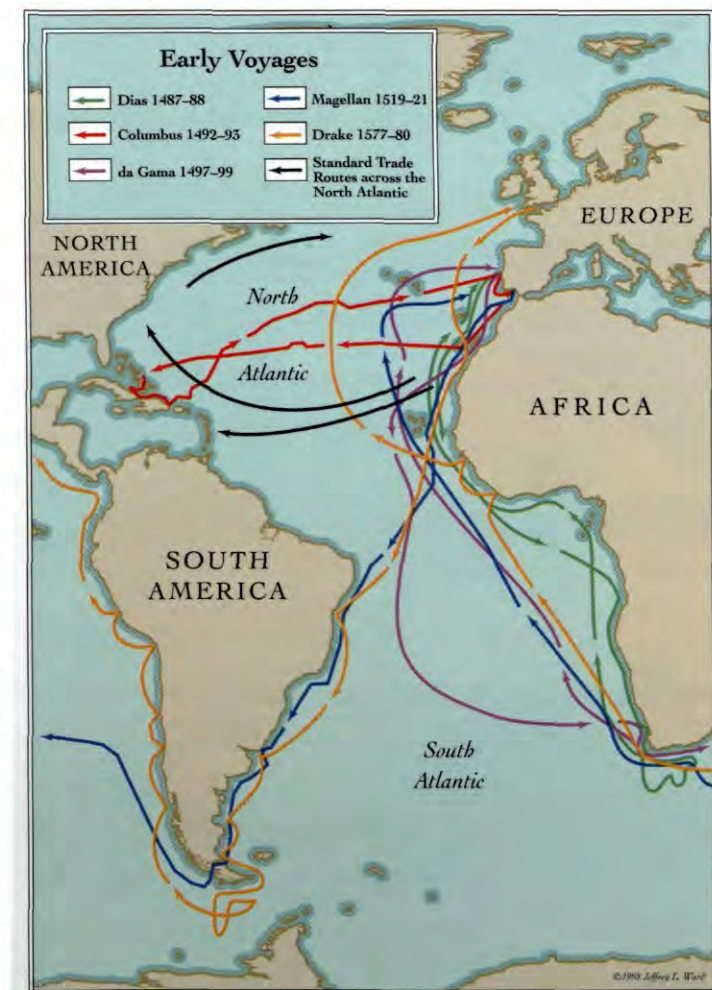 Early Voyages
Dias 1487–88
Columbus 1492–93
da Gama 1497–99
Magellan 1519–21
Drake 1577–80
Standard Trade
Routes across the
North Atlantic
NORTH
AMERICA
EUROPE
North
Atlantic
AFRICA
SOUTH
AMERICA
South
Atlantic
©1998 Jeffrey L. Ward